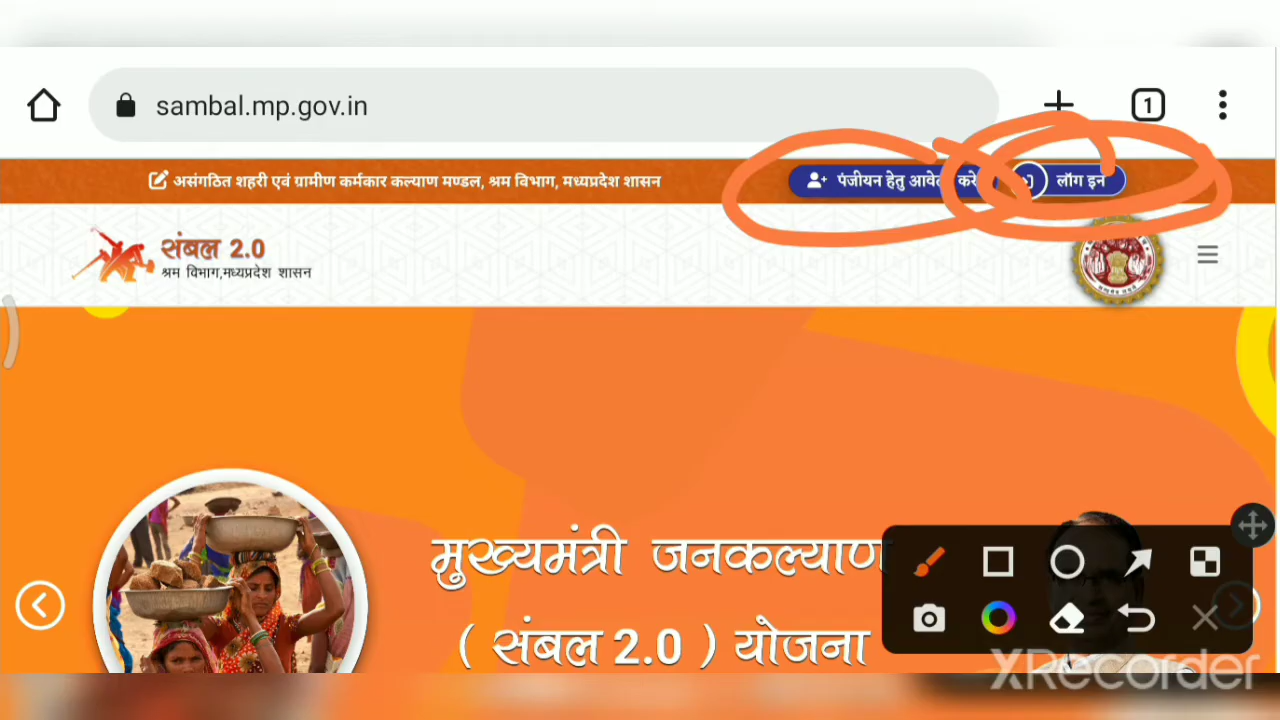 sambal.mp.gov.in
1
असंगठित शहरी एवं ग्रामीण कर्मकार कल्याण मण्डल, श्रम विभाग, मध्यप्रदेश शासन
पंजीयन हेतु
लॉग इन
संबल 2.0
श्रम विभाग,मध्यप्रदेश शासन
मुख्यमंत्री जनकल्याण
( संबल 2.0 ) योजना
XRecorder